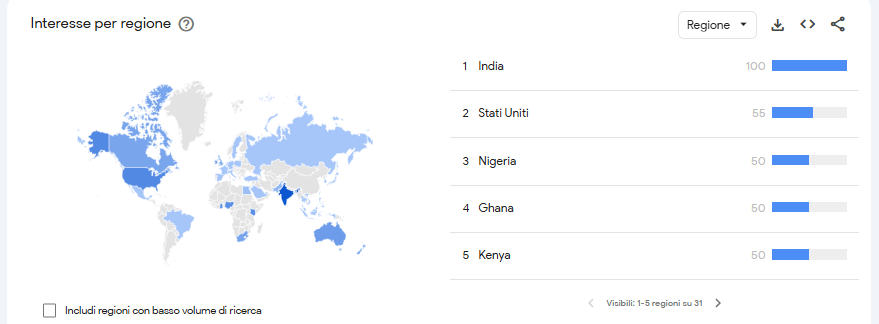 Interesse per regione
Regione
1 India 100
2 Stati Uniti 55
3 Nigeria 50
4 Ghana 50
5 Kenya 50
Includi regioni con basso volume di ricerca
Visibili: 1-5 regioni su 31